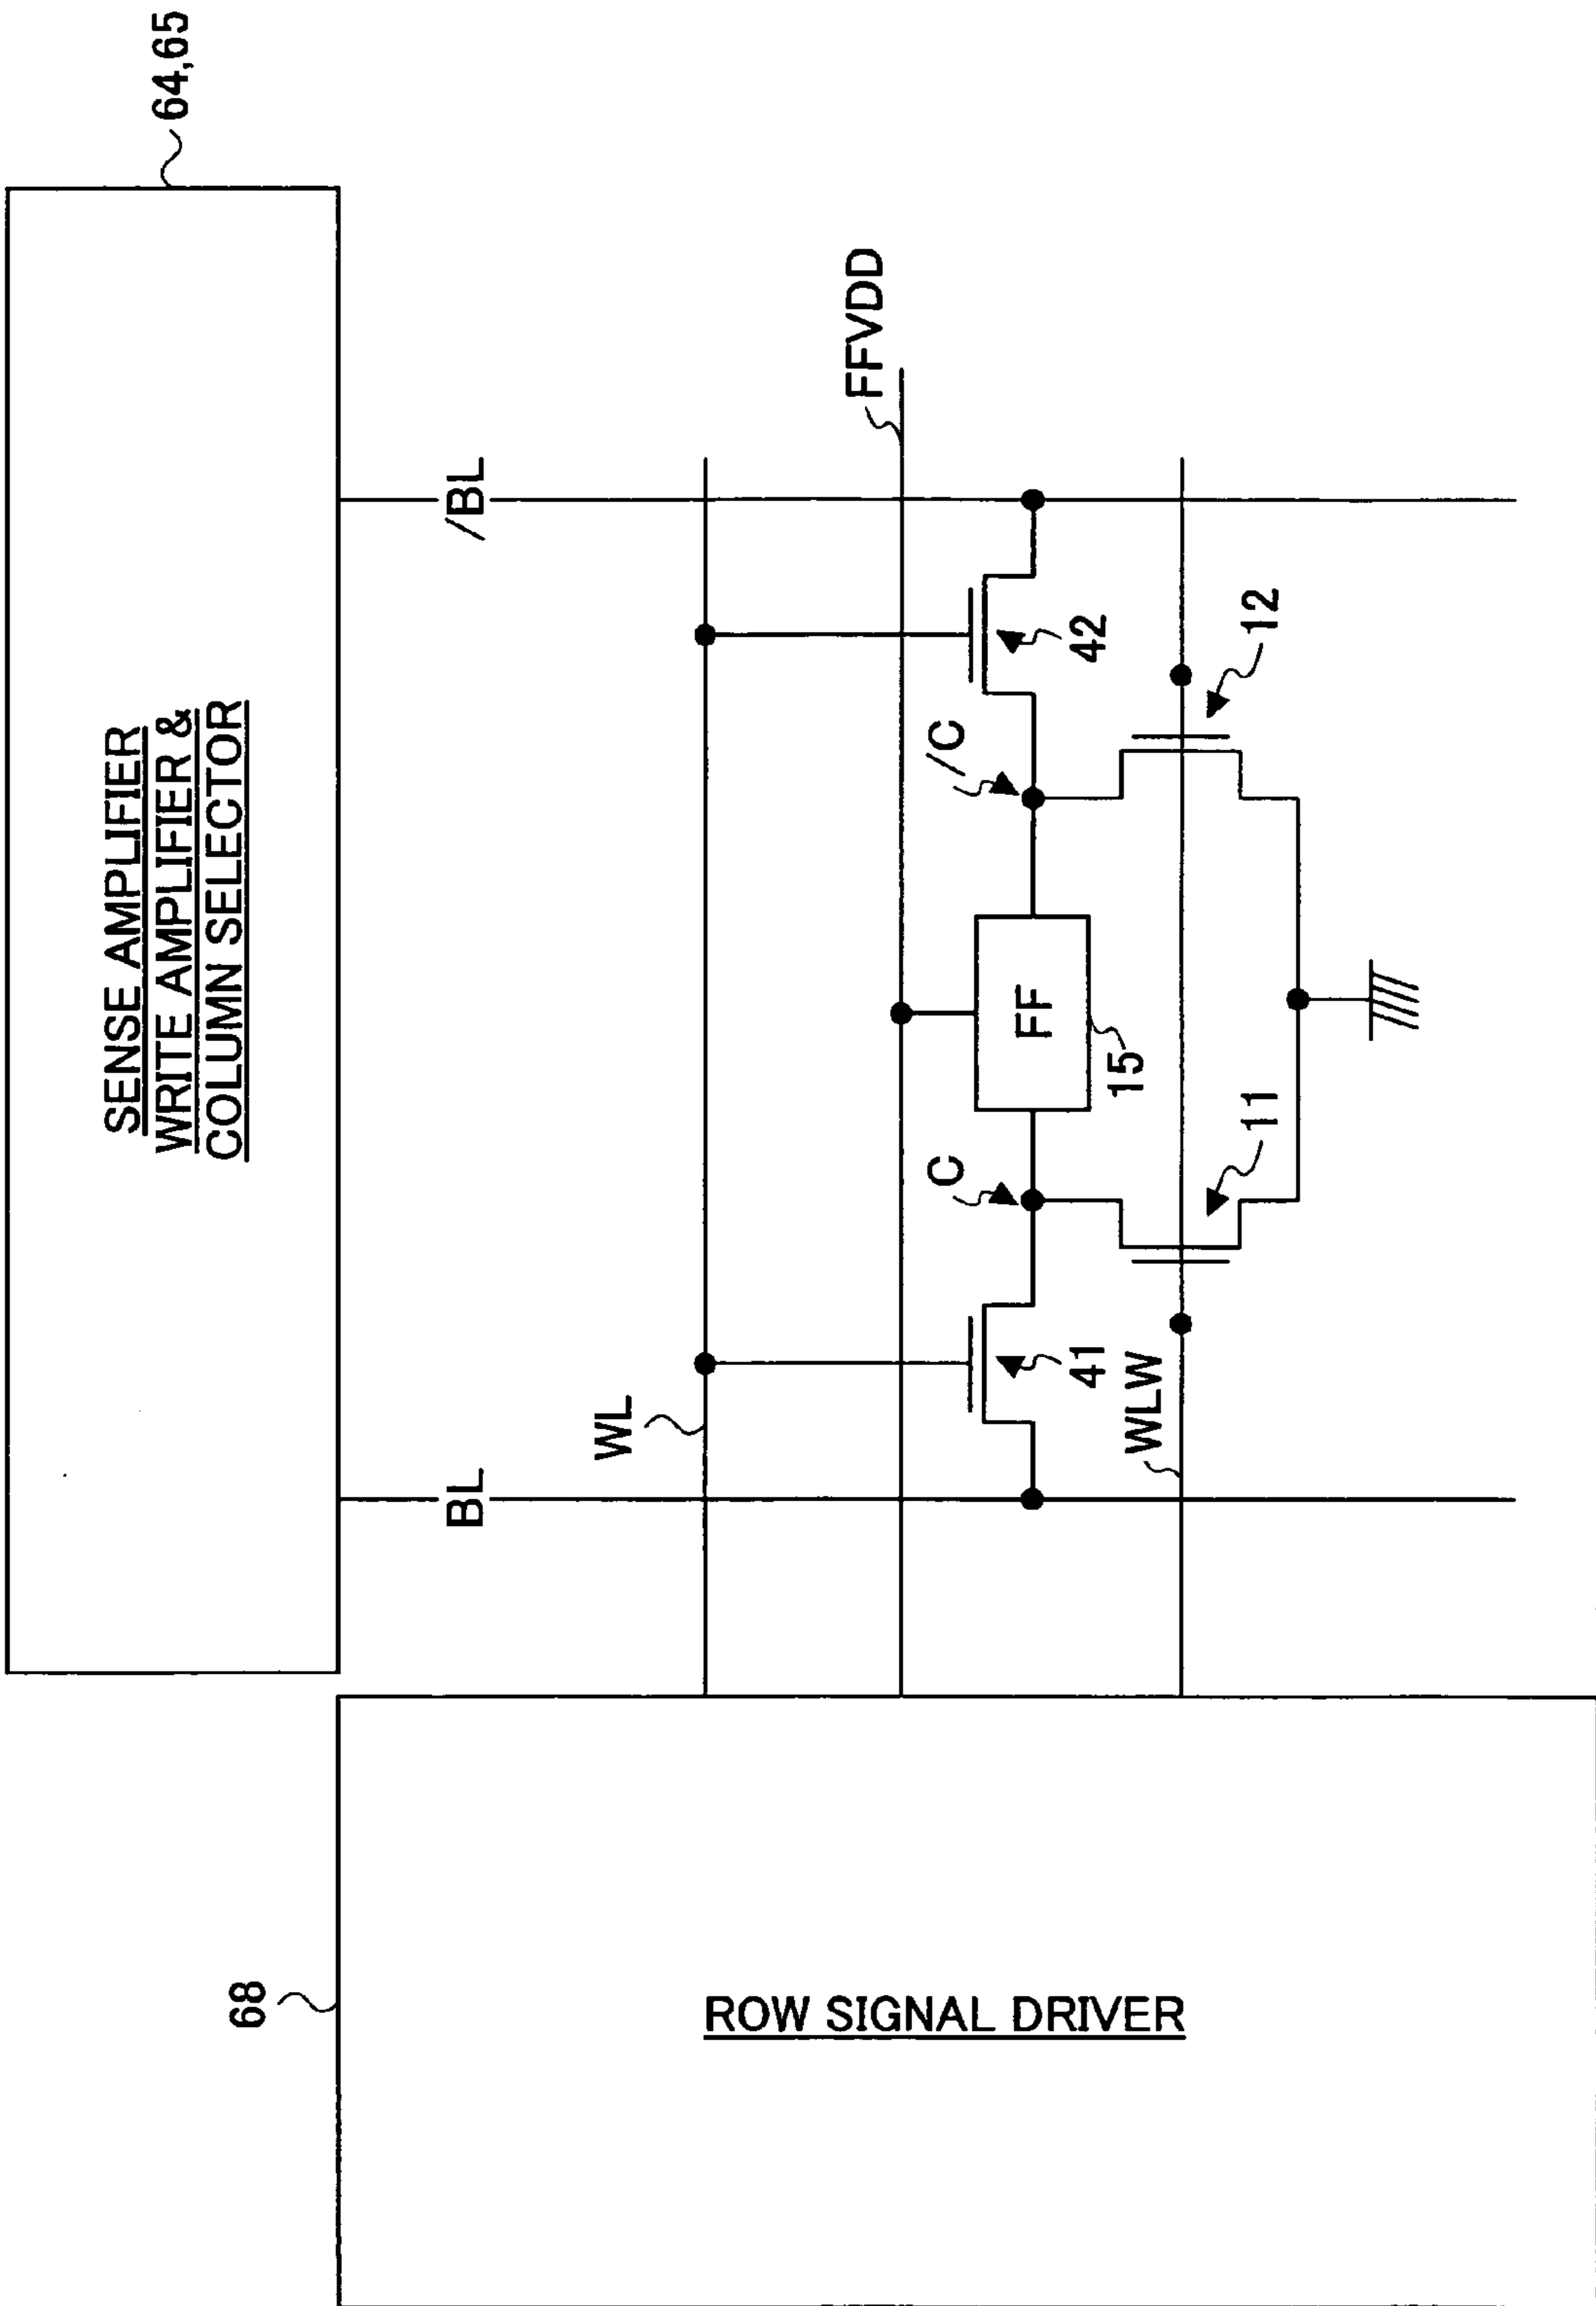 SENSE AMPLIFIER
WRITE AMPLIFIER &
COLUMN SELECTOR
64,65
68
ROW SIGNAL DRIVER
BL
/BL
WL
FFVDD
41
42
C
/C
FF
15
WLW
11
12